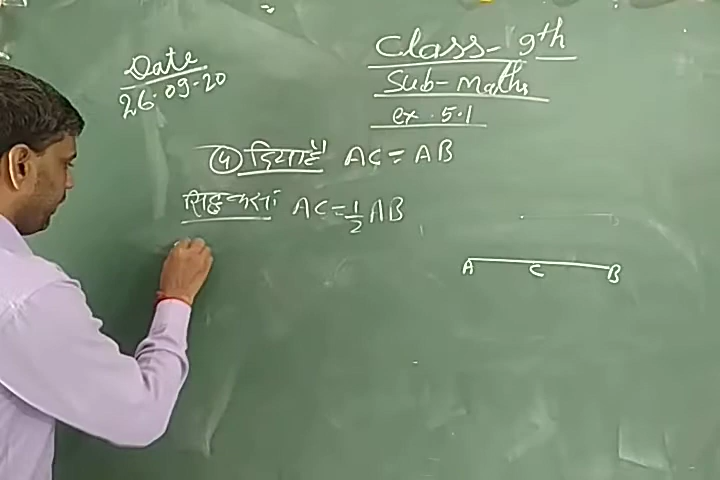 Date
26.09.20
Class-9th
Sub-Maths
ex.5.1
④ दिया है AC = AB
सिद्ध करना AC = 1/2 AB
A C B